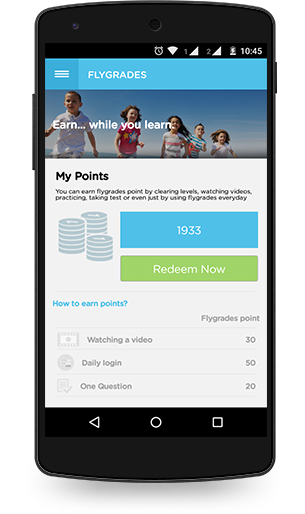 1 2 10:45
FLYGRADES
Earn... while you learn
My Points
You can earn flygrades point by clearing levels, watching videos,
practicing, taking test or even just by using flygrades everyday
1933
Redeem Now
How to earn points?
Flygrades point
Watching a video 30
Daily login 50
One Question 20